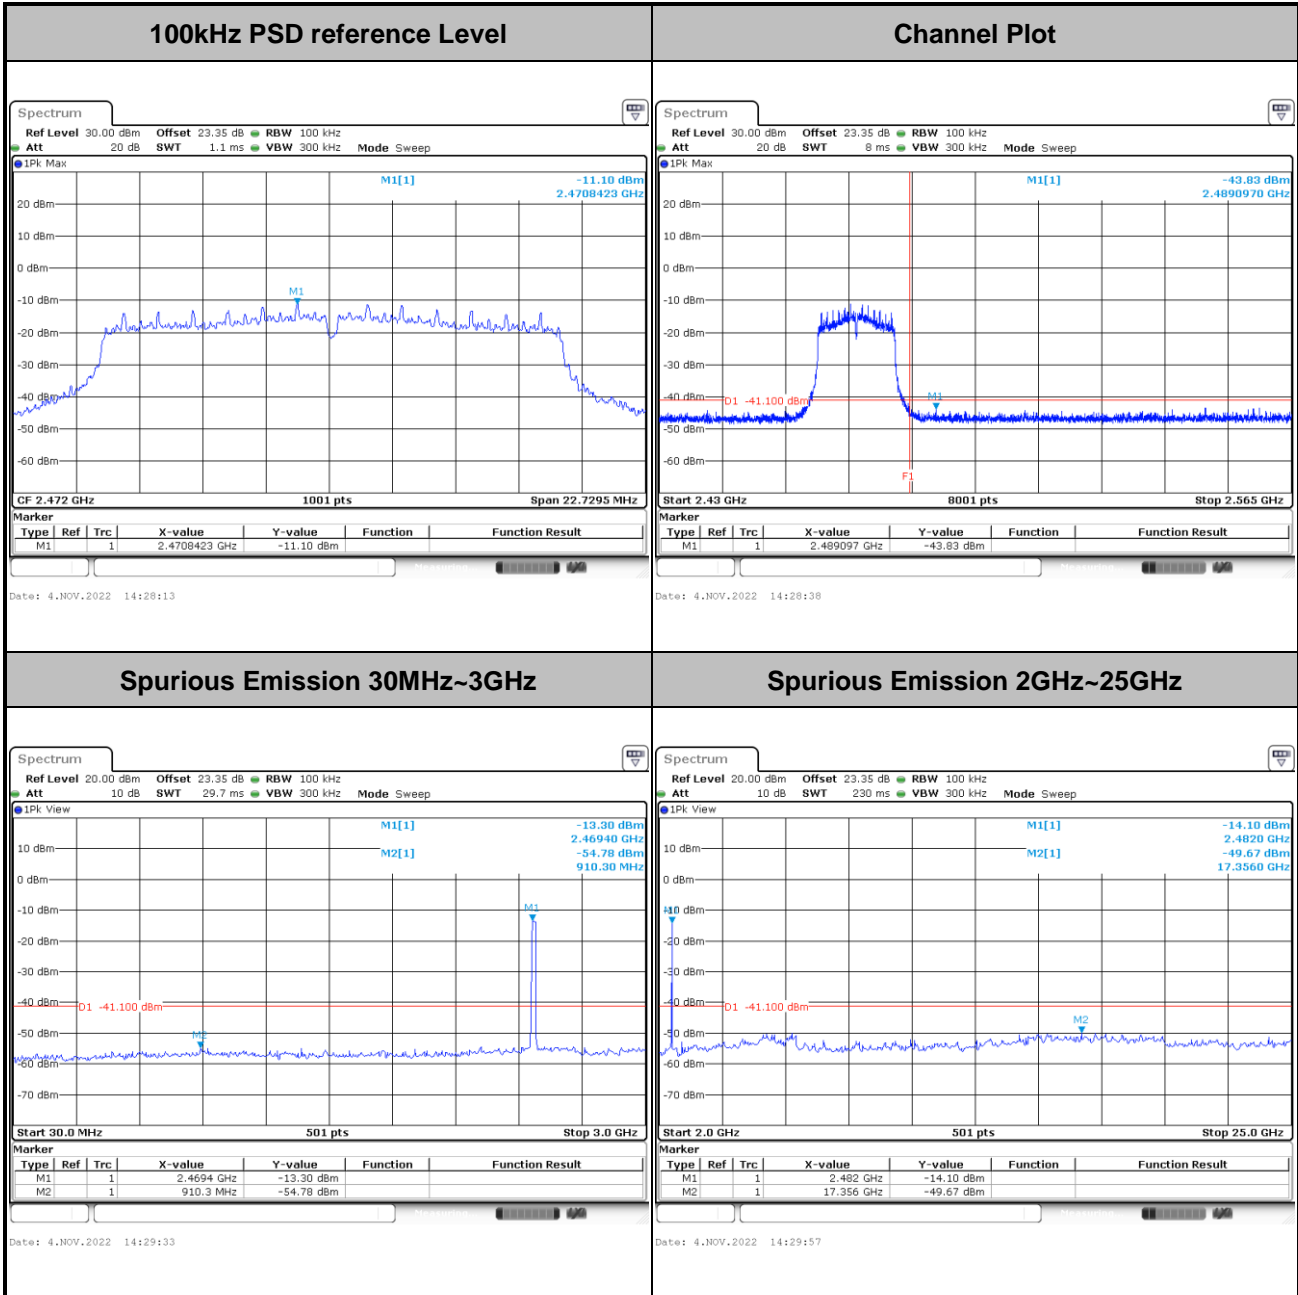 100kHz PSD reference Level
Channel Plot
Spectrum
Ref Level 30.00 dBm Offset 23.35 dB RBW 100 kHz
Att 20 dB SWT 1.1 ms VBW 300 kHz Mode Sweep
1Pk Max
M1[1] -11.10 dBm
2.4708423 GHz
20 dBm
10 dBm
0 dBm
M1
-10 dBm
-20 dBm
-30 dBm
-40 dBm
-50 dBm
-60 dBm
CF 2.472 GHz 1001 pts Span 22.7295 MHz
Marker
Type Ref Trc X-value Y-value Function Function Result
M1 1 2.4708423 GHz -11.10 dBm
Measuring
Date: 4.NOV.2022 14:28:13
Spectrum
Ref Level 30.00 dBm Offset 23.35 dB RBW 100 kHz
Att 20 dB SWT 8 ms VBW 300 kHz Mode Sweep
1Pk Max
M1[1] -43.83 dBm
2.4890970 GHz
20 dBm
10 dBm
0 dBm
-10 dBm
-20 dBm
-30 dBm
-40 dBm
D1 -41.100 dBm
M1
-50 dBm
-60 dBm
F1
Start 2.43 GHz 8001 pts Stop 2.565 GHz
Marker
Type Ref Trc X-value Y-value Function Function Result
M1 1 2.489097 GHz -43.83 dBm
Measuring
Date: 4.NOV.2022 14:28:38
Spurious Emission 30MHz~3GHz
Spurious Emission 2GHz~25GHz
Spectrum
Ref Level 20.00 dBm Offset 23.35 dB RBW 100 kHz
Att 10 dB SWT 29.7 ms VBW 300 kHz Mode Sweep
1Pk View
M1[1] -13.30 dBm
2.46940 GHz
M2[1] -54.78 dBm
910.30 MHz
10 dBm
0 dBm
-10 dBm
M1
-20 dBm
-30 dBm
-40 dBm
D1 -41.100 dBm
-50 dBm
M2
-60 dBm
-70 dBm
Start 30.0 MHz 501 pts Stop 3.0 GHz
Marker
Type Ref Trc X-value Y-value Function Function Result
M1 1 2.4694 GHz -13.30 dBm
M2 1 910.3 MHz -54.78 dBm
Measuring
Date: 4.NOV.2022 14:29:33
Spectrum
Ref Level 20.00 dBm Offset 23.35 dB RBW 100 kHz
Att 10 dB SWT 230 ms VBW 300 kHz Mode Sweep
1Pk View
M1[1] -14.10 dBm
2.4820 GHz
M2[1] -49.67 dBm
17.3560 GHz
10 dBm
0 dBm
-10 dBm
-20 dBm
-30 dBm
-40 dBm
D1 -41.100 dBm
M2
-50 dBm
-60 dBm
-70 dBm
Start 2.0 GHz 501 pts Stop 25.0 GHz
Marker
Type Ref Trc X-value Y-value Function Function Result
M1 1 2.482 GHz -14.10 dBm
M2 1 17.356 GHz -49.67 dBm
Measuring
Date: 4.NOV.2022 14:29:57